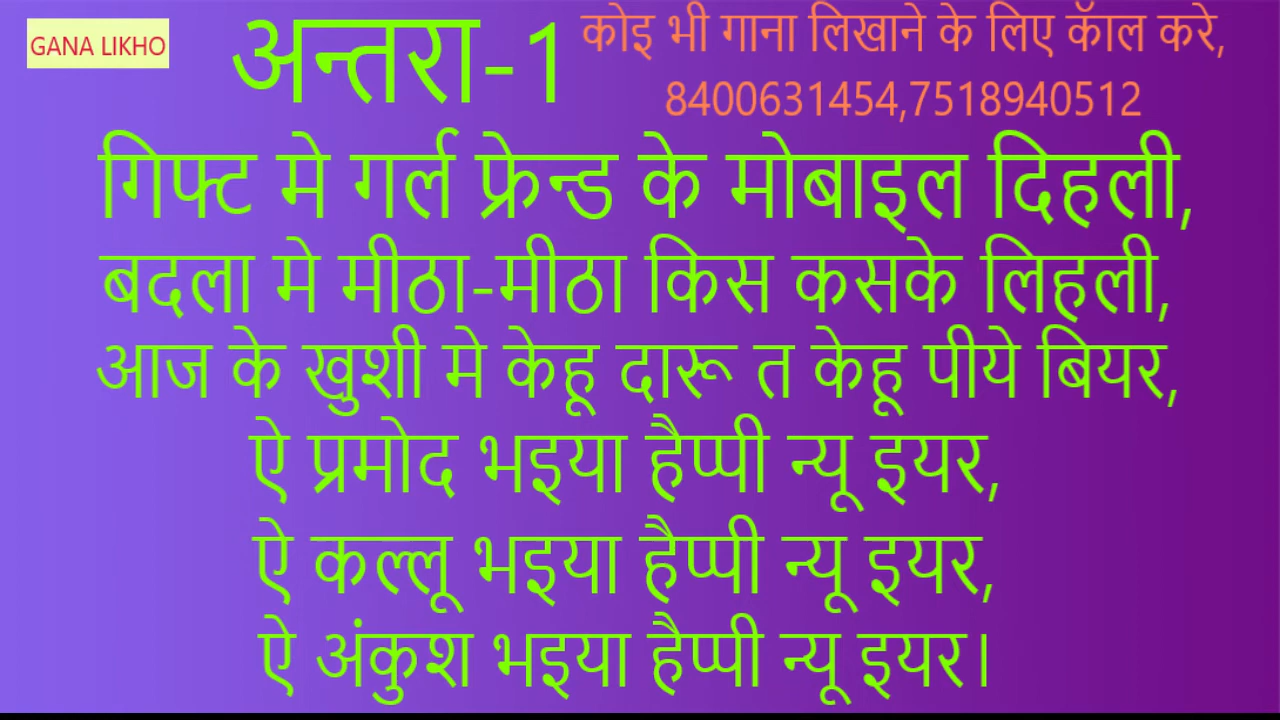 GANA LIKHO
अन्तरा-1
कोइ भी गाना लिखाने के लिए कॅाल करे,
8400631454,7518940512
गिफ्ट मे गर्ल फ्रेन्ड के मोबाइल दिहली,
बदला मे मीठा-मीठा किस कसके लिहली,
आज के खुशी मे केहू दारू त केहू पीये बियर,
ऐ प्रमोद भइया हैप्पी न्यू इयर,
ऐ कल्लू भइया हैप्पी न्यू इयर,
ऐ अंकुश भइया हैप्पी न्यू इयर।